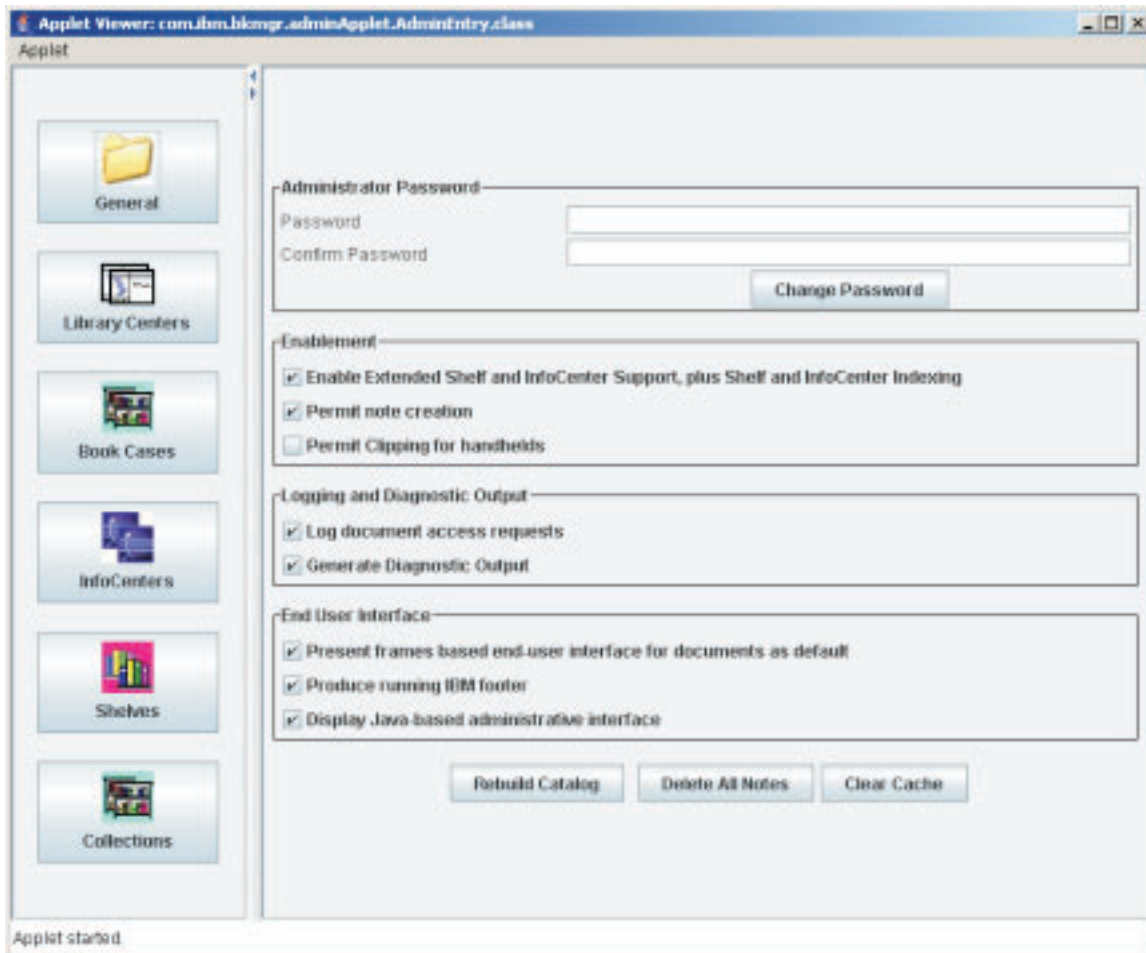 Applet Viewer: com.ibm.bkmgr.adminApplet.AdminEntry.class
Applet
General
Library Centers
Book Cases
InfoCenters
Shelves
Collections
Administrator Password
Password
Confirm Password
Change Password
Enablement
Enable Extended Shelf and InfoCenter Support, plus Shelf and InfoCenter Indexing
Permit note creation
Permit Clipping for handhelds
Logging and Diagnostic Output
Log document access requests
Generate Diagnostic Output
End User Interface
Present frames based end-user interface for documents as default
Produce running IBM footer
Display Java-based administrative interface
Rebuild Catalog Delete All Notes Clear Cache
Applet started.